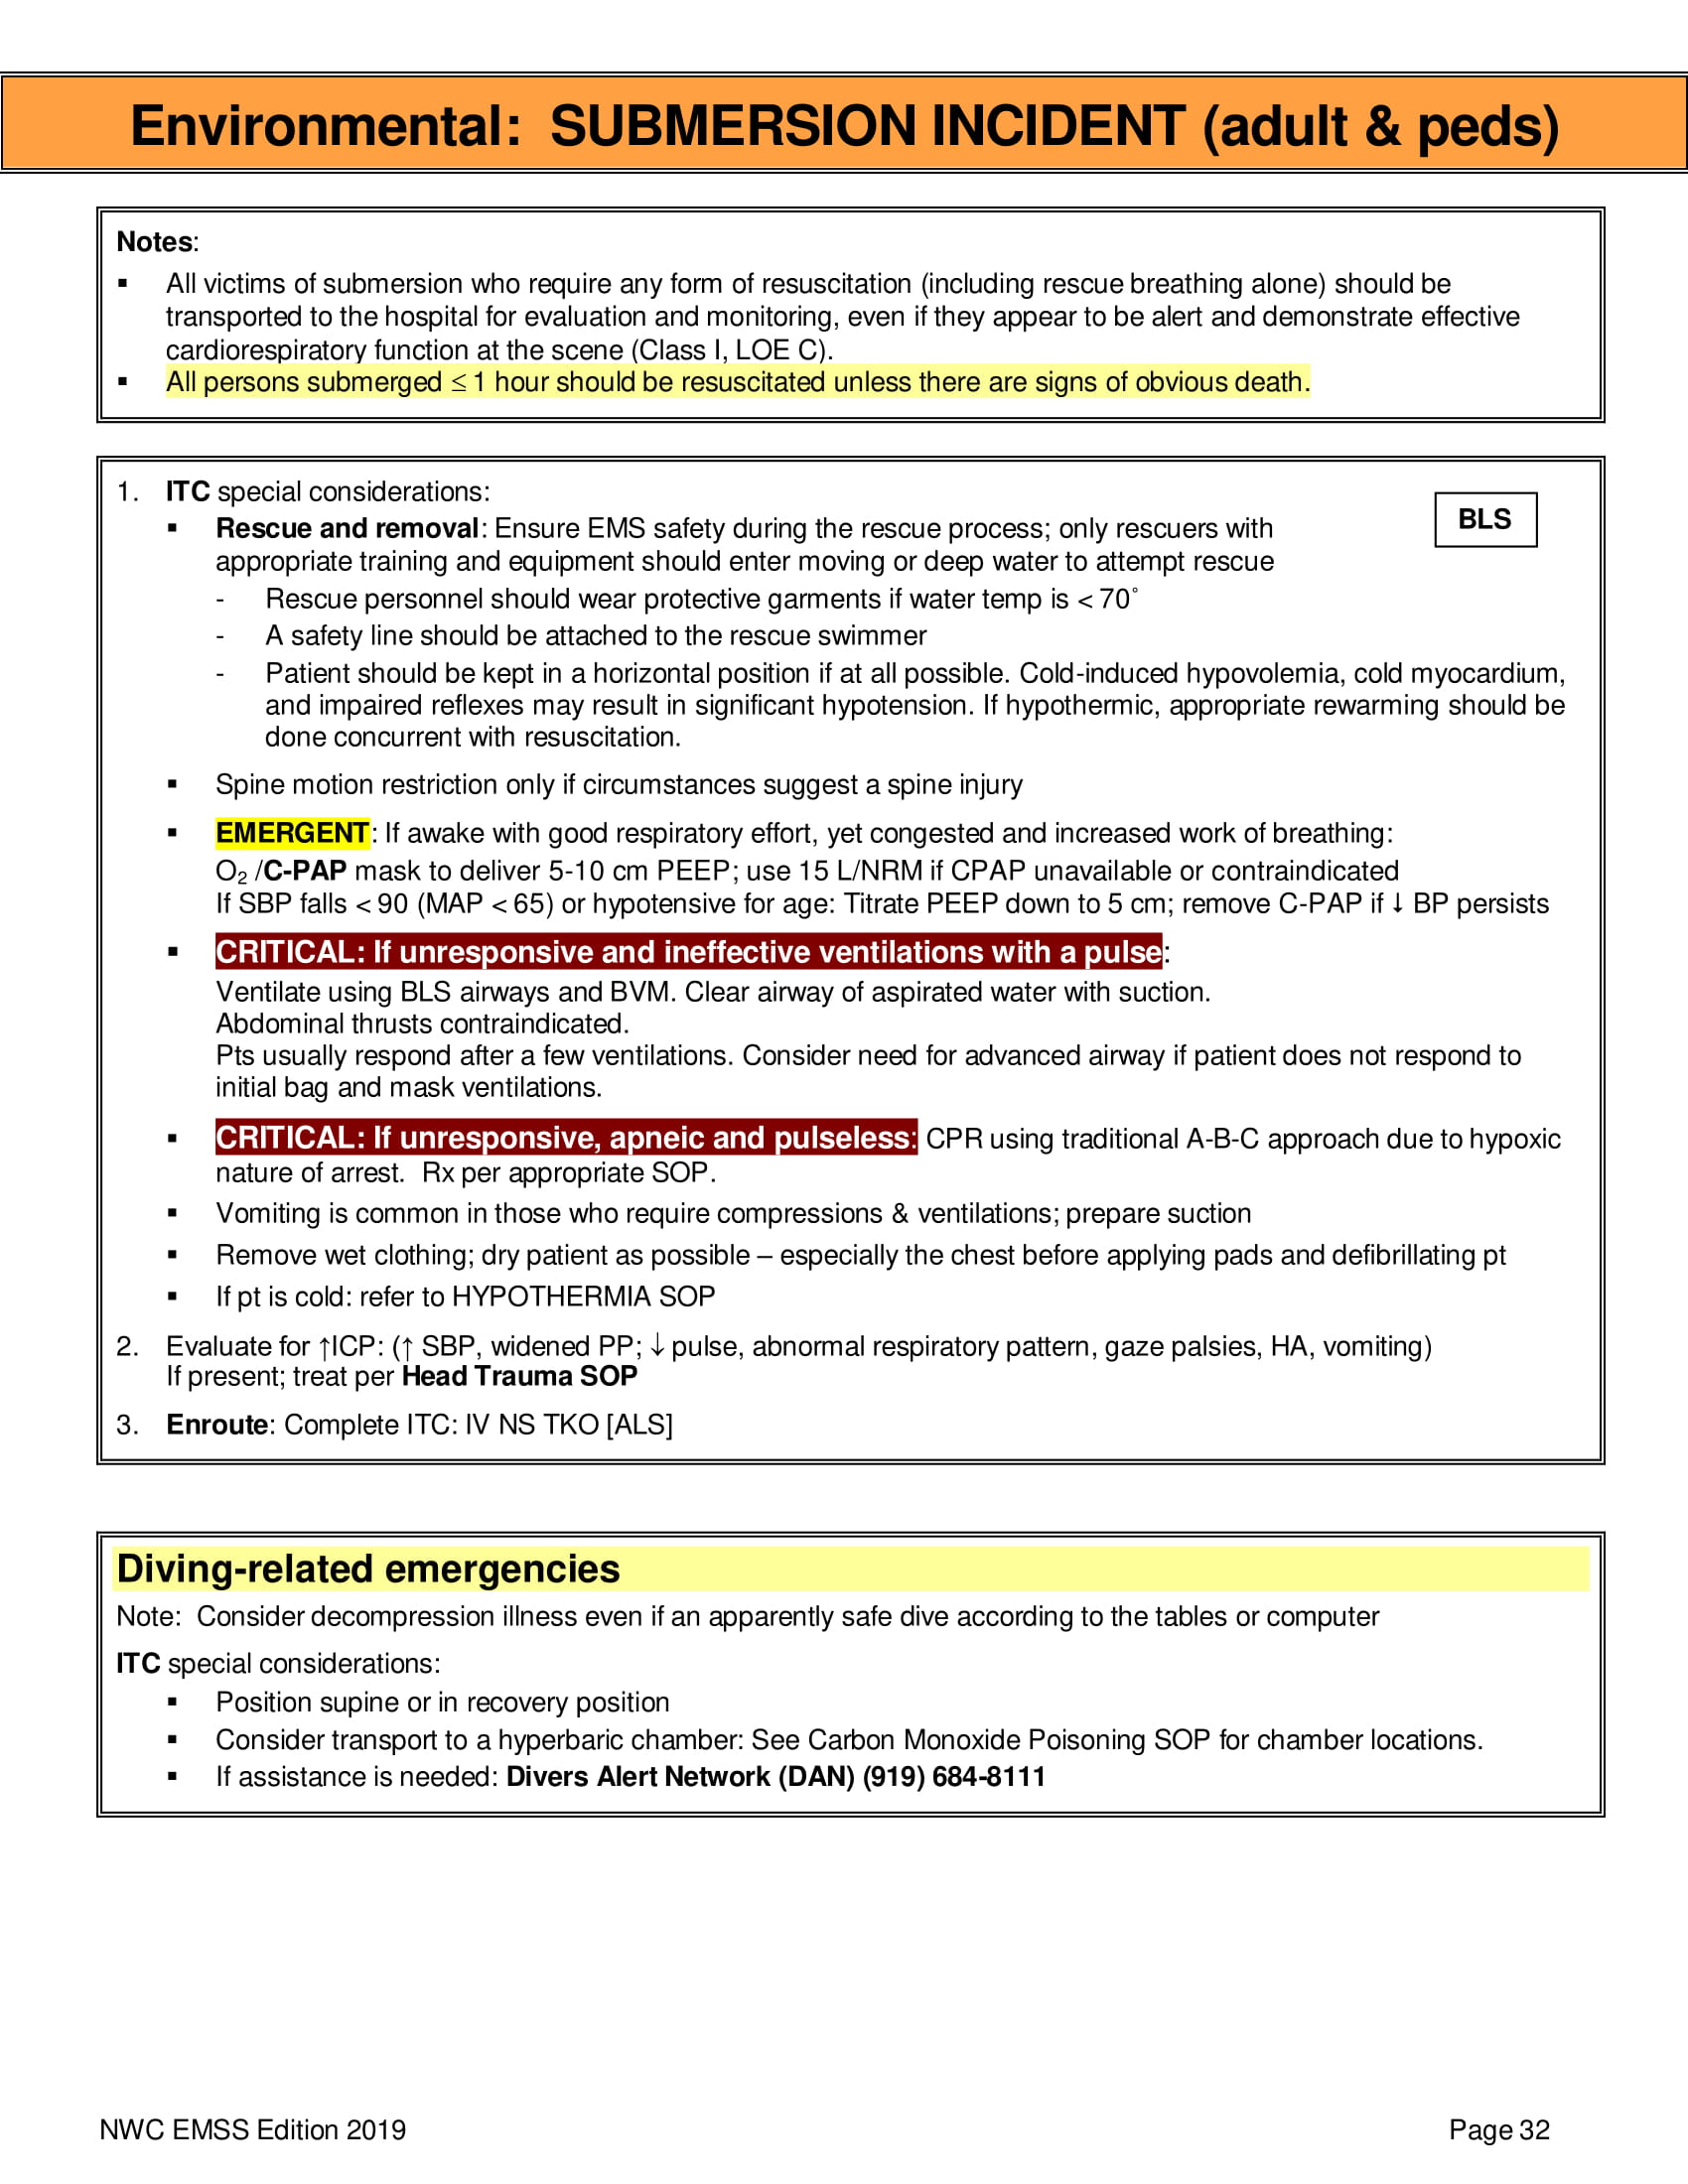 Environmental:  SUBMERSION INCIDENT (adult & peds)
Notes:
▪ All victims of submersion who require any form of resuscitation (including rescue breathing alone) should be
transported to the hospital for evaluation and monitoring, even if they appear to be alert and demonstrate effective
cardiorespiratory function at the scene (Class I, LOE C).
▪ All persons submerged ≤ 1 hour should be resuscitated unless there are signs of obvious death.
1. ITC special considerations:
BLS
▪ Rescue and removal: Ensure EMS safety during the rescue process; only rescuers with
appropriate training and equipment should enter moving or deep water to attempt rescue
- Rescue personnel should wear protective garments if water temp is < 70˚
- A safety line should be attached to the rescue swimmer
- Patient should be kept in a horizontal position if at all possible. Cold-induced hypovolemia, cold myocardium,
and impaired reflexes may result in significant hypotension. If hypothermic, appropriate rewarming should be
done concurrent with resuscitation.
▪ Spine motion restriction only if circumstances suggest a spine injury
▪ EMERGENT: If awake with good respiratory effort, yet congested and increased work of breathing:
O₂ /C-PAP mask to deliver 5-10 cm PEEP; use 15 L/NRM if CPAP unavailable or contraindicated
If SBP falls < 90 (MAP < 65) or hypotensive for age: Titrate PEEP down to 5 cm; remove C-PAP if ↓ BP persists
▪ CRITICAL: If unresponsive and ineffective ventilations with a pulse:
Ventilate using BLS airways and BVM. Clear airway of aspirated water with suction.
Abdominal thrusts contraindicated.
Pts usually respond after a few ventilations. Consider need for advanced airway if patient does not respond to
initial bag and mask ventilations.
▪ CRITICAL: If unresponsive, apneic and pulseless: CPR using traditional A-B-C approach due to hypoxic
nature of arrest.  Rx per appropriate SOP.
▪ Vomiting is common in those who require compressions & ventilations; prepare suction
▪ Remove wet clothing; dry patient as possible – especially the chest before applying pads and defibrillating pt
▪ If pt is cold: refer to HYPOTHERMIA SOP
2. Evaluate for ↑ICP: (↑ SBP, widened PP; ↓ pulse, abnormal respiratory pattern, gaze palsies, HA, vomiting)
If present; treat per Head Trauma SOP
3. Enroute: Complete ITC: IV NS TKO [ALS]
Diving-related emergencies
Note:  Consider decompression illness even if an apparently safe dive according to the tables or computer
ITC special considerations:
▪ Position supine or in recovery position
▪ Consider transport to a hyperbaric chamber: See Carbon Monoxide Poisoning SOP for chamber locations.
▪ If assistance is needed: Divers Alert Network (DAN) (919) 684-8111
NWC EMSS Edition 2019
Page 32